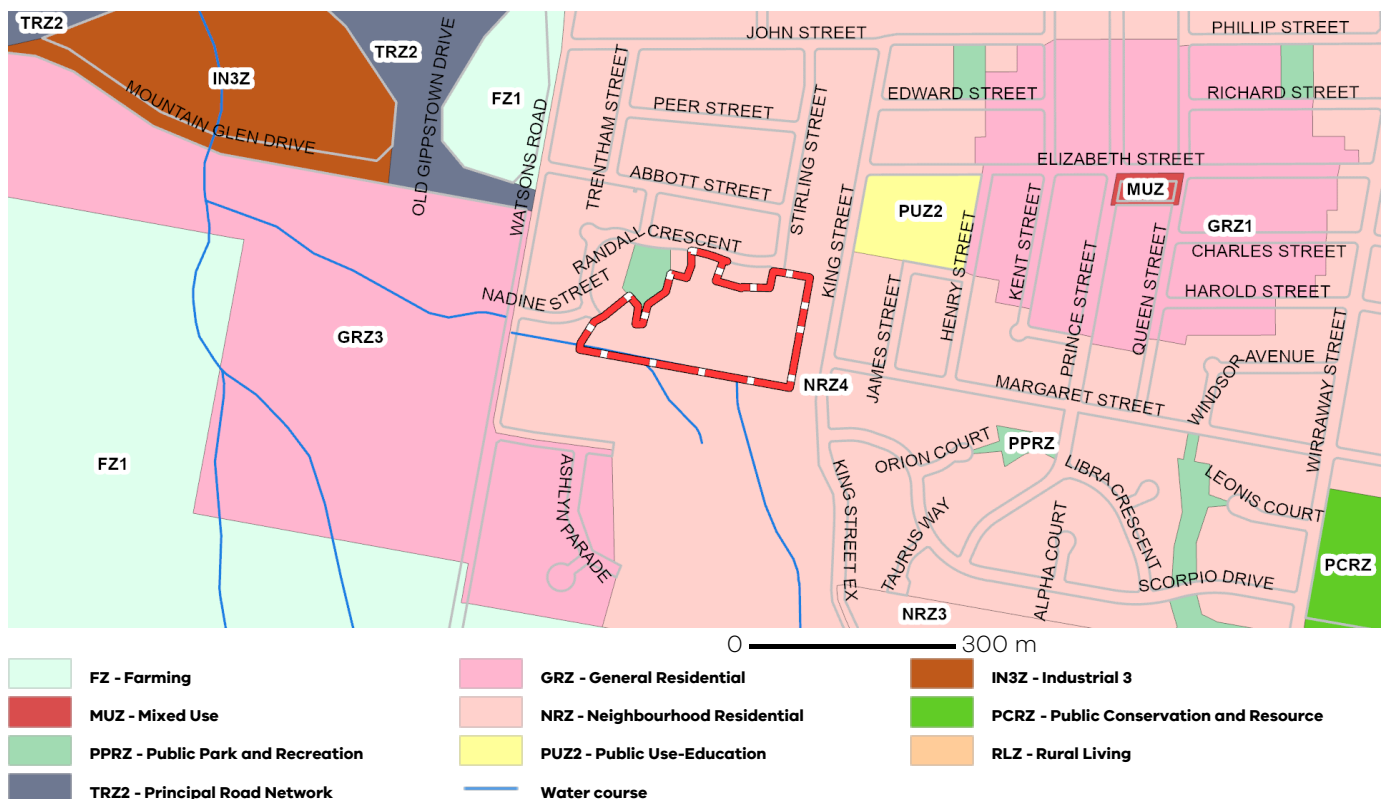 TRZ2
JOHN STREET
PHILLIP STREET
TRZ2
OLD GIPPSTOWN DRIVE
IN3Z
FZ1
TRENTHAM STREET
EDWARD STREET
RICHARD STREET
MOUNTAIN GLEN DRIVE
PEER STREET
WATSONS ROAD
STIRLING STREET
ELIZABETH STREET
ABBOTT STREET
MUZ
PUZ2
KING STREET
HENRY STREET
KENT STREET
GRZ1
RANDALL CRESCENT
CHARLES STREET
PRINCE STREET
QUEEN STREET
NADINE STREET
HAROLD STREET
JAMES STREET
GRZ3
WINDSOR AVENUE
WIRRAWAY STREET
NRZ4
MARGARET STREET
ORION COURT
PPRZ
FZ1
ASHLYN PARADE
KING STREET EX
LIBRA CRESCENT
LEONIS COURT
TAURUS WAY
ALPHA COURT
PCRZ
SCORPIO DRIVE
NRZ3
0 300 m
FZ - Farming
GRZ - General Residential
IN3Z - Industrial 3
MUZ - Mixed Use
NRZ - Neighbourhood Residential
PCRZ - Public Conservation and Resource
PPRZ - Public Park and Recreation
PUZ2 - Public Use-Education
RLZ - Rural Living
TRZ2 - Principal Road Network
Water course